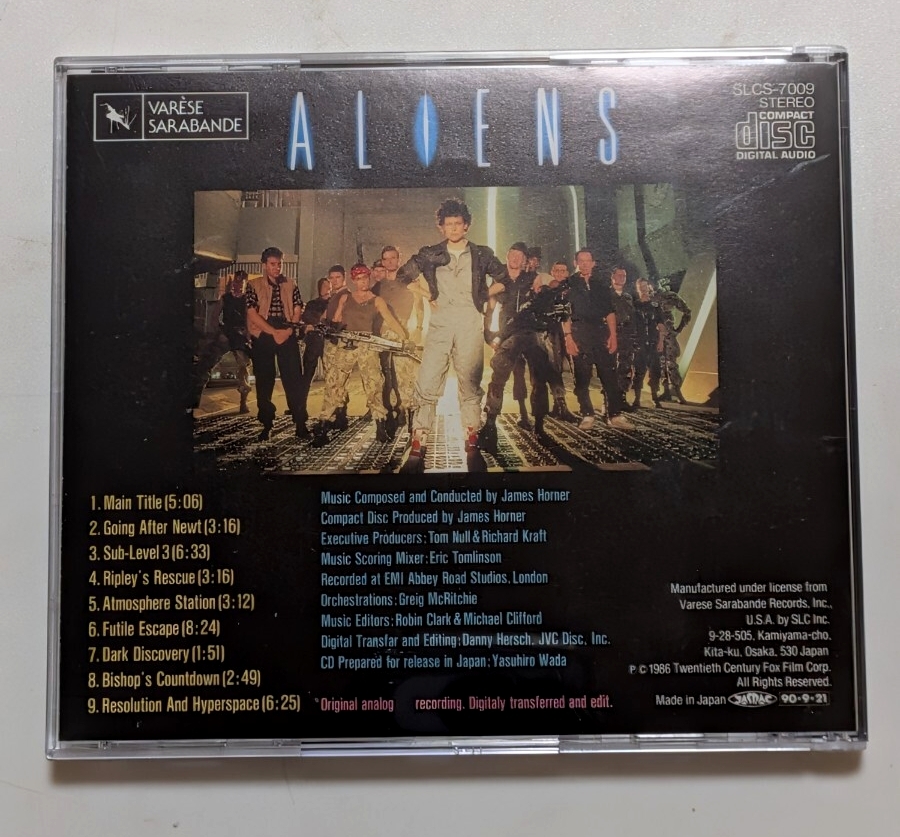 VARÈSE
SARABANDE
ALIENS
SLCS-7009
STEREO
COMPACT
disc
DIGITAL AUDIO
1. Main Title (5:06)
2. Going After Newt (3:16)
3. Sub-Level 3 (6:33)
4. Ripley's Rescue (3:16)
5. Atmosphere Station (3:12)
6. Futile Escape (8:24)
7. Dark Discovery (1:51)
8. Bishop's Countdown (2:49)
9. Resolution And Hyperspace (6:25)
Music Composed and Conducted by James Horner
Compact Disc Produced by James Horner
Executive Producers: Tom Null & Richard Kraft
Music Scoring Mixer: Eric Tomlinson
Recorded at EMI Abbey Road Studios. London
Orchestrations: Greig McRitchie
Music Editors: Robin Clark & Michael Clifford
Digital Transfar and Editing: Danny Hersch. JVC Disc, Inc.
CD Prepared for release in Japan: Yasuhiro Wada
*Original analog recording. Digitaly transferred and edit.
Manufactured under license from
Varese Sarabande Records, Inc.,
U.S.A. by SLC Inc.
9-28-505, Kamiyama-cho,
Kita-ku, Osaka, 530 Japan
℗ © 1986 Twentieth Century Fox Film Corp.
All Rights Reserved.
Made in Japan JASRAC 90・9・21